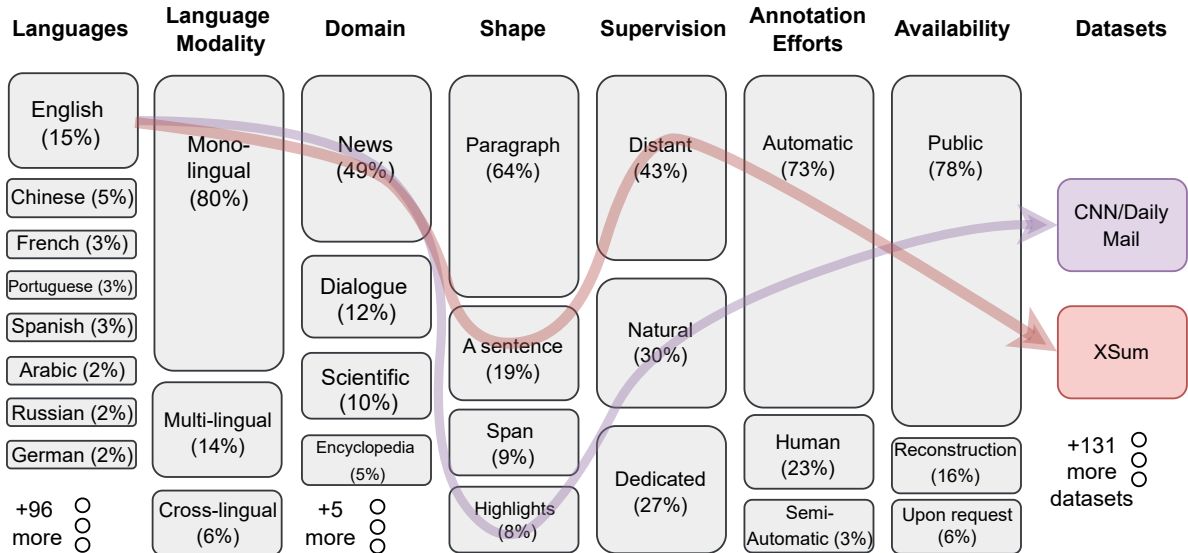 Languages
English
(15%)
Chinese (5%)
French (3%)
Portuguese (3%)
Spanish (3%)
Arabic (2%)
Russian (2%)
German (2%)
+96
more
Language
Modality
Mono-
lingual
(80%)
Multi-lingual
(14%)
Cross-lingual
(6%)
Domain
News
(49%)
Dialogue
(12%)
Scientific
(10%)
Encyclopedia
(5%)
+5
more
Shape
Paragraph
(64%)
A sentence
(19%)
Span
(9%)
Highlights
(8%)
Supervision
Distant
(43%)
Natural
(30%)
Dedicated
(27%)
Annotation
Efforts
Automatic
(73%)
Human
(23%)
Semi-
Automatic (3%)
Availability
Public
(78%)
Reconstruction
(16%)
Upon request
(6%)
Datasets
CNN/Daily
Mail
XSum
+131
more
datasets